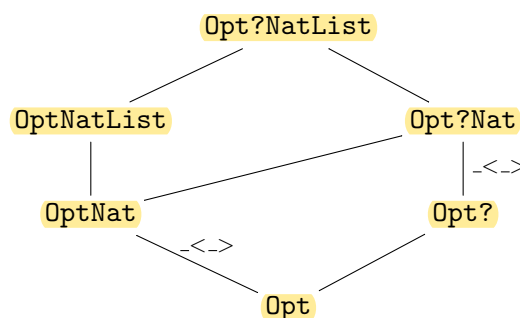 Opt?NatList
OptNatList Opt?Nat
_<_>
OptNat Opt?
_<_>
Opt